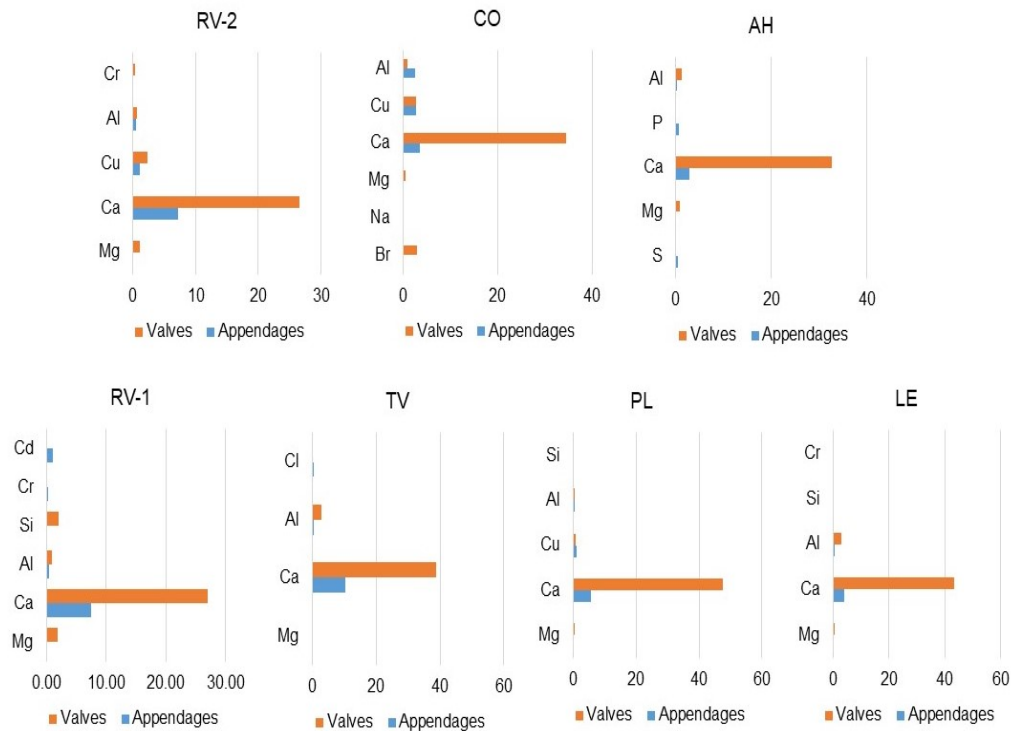 RV-2
Cr
Al
Cu
Ca
Mg
0 10 20 30
Valves Appendages
CO
Al
Cu
Ca
Mg
Na
Br
0 20 40
Valves Appendages
AH
Al
P
Ca
Mg
S
0 20 40
Valves Appendages
RV-1
Cd
Cr
Si
Al
Ca
Mg
0.00 10.00 20.00 30.00
Valves Appendages
TV
Cl
Al
Ca
Mg
0 20 40 60
Valves Appendages
PL
Si
Al
Cu
Ca
Mg
0 20 40 60
Valves Appendages
LE
Cr
Si
Al
Ca
Mg
0 20 40 60
Valves Appendages